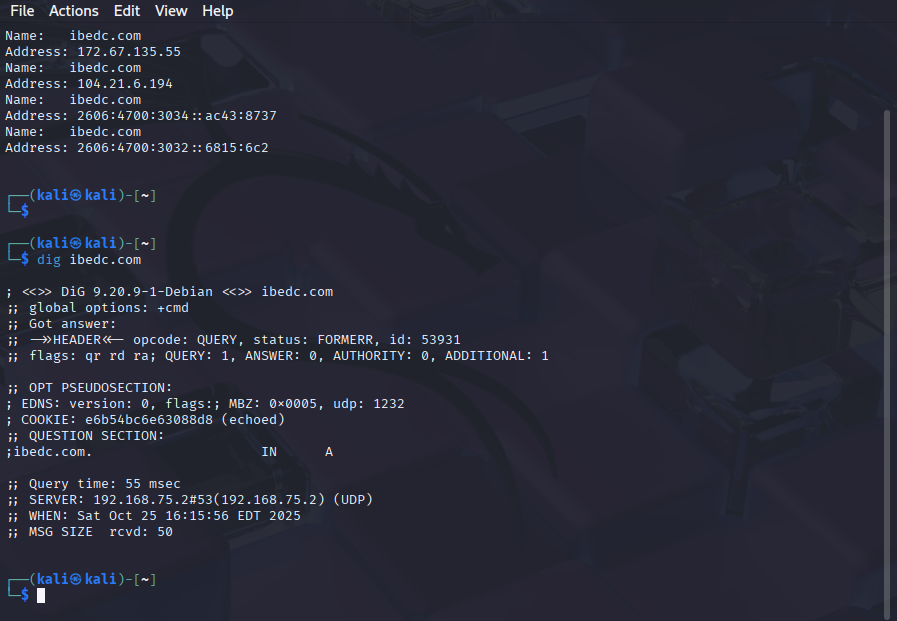 File Actions Edit View Help
Name:   ibedc.com
Address: 172.67.135.55
Name:   ibedc.com
Address: 104.21.6.194
Name:   ibedc.com
Address: 2606:4700:3034::ac43:8737
Name:   ibedc.com
Address: 2606:4700:3032::6815:6c2
┌──(kali㉿kali)-[~]
└─$
┌──(kali㉿kali)-[~]
└─$ dig ibedc.com
; <<>> DiG 9.20.9-1-Debian <<>> ibedc.com
;; global options: +cmd
;; Got answer:
;; ->>HEADER<<- opcode: QUERY, status: FORMERR, id: 53931
;; flags: qr rd ra; QUERY: 1, ANSWER: 0, AUTHORITY: 0, ADDITIONAL: 1
;; OPT PSEUDOSECTION:
; EDNS: version: 0, flags:; MBZ: 0x0005, udp: 1232
; COOKIE: e6b54bc6e63088d8 (echoed)
;; QUESTION SECTION:
;ibedc.com.                     IN      A
;; Query time: 55 msec
;; SERVER: 192.168.75.2#53(192.168.75.2) (UDP)
;; WHEN: Sat Oct 25 16:15:56 EDT 2025
;; MSG SIZE  rcvd: 50
┌──(kali㉿kali)-[~]
└─$